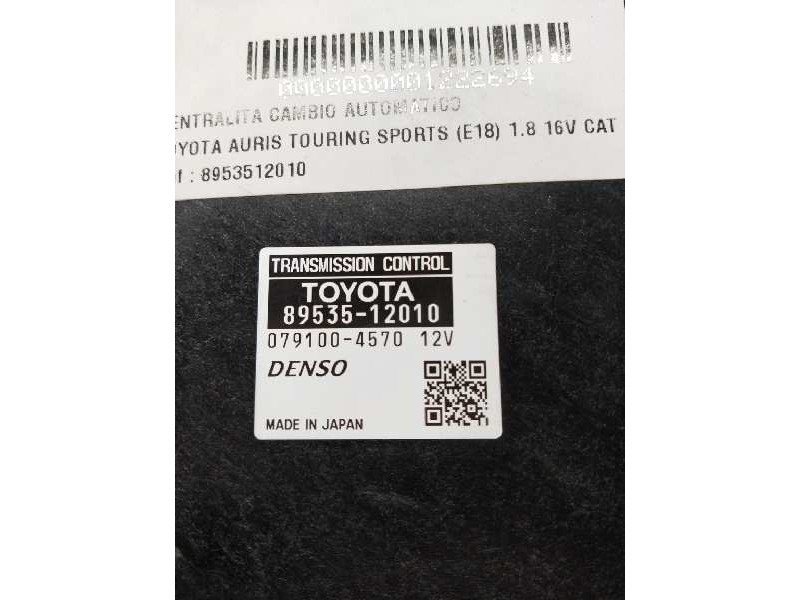 0000000001222694
ENTRALITA CAMBIO AUTOMATICO
OYOTA AURIS TOURING SPORTS (E18) 1.8 16V CAT
f : 8953512010
TRANSMISSION CONTROL
TOYOTA
89535-12010
079100-4570 12V
DENSO
MADE IN JAPAN